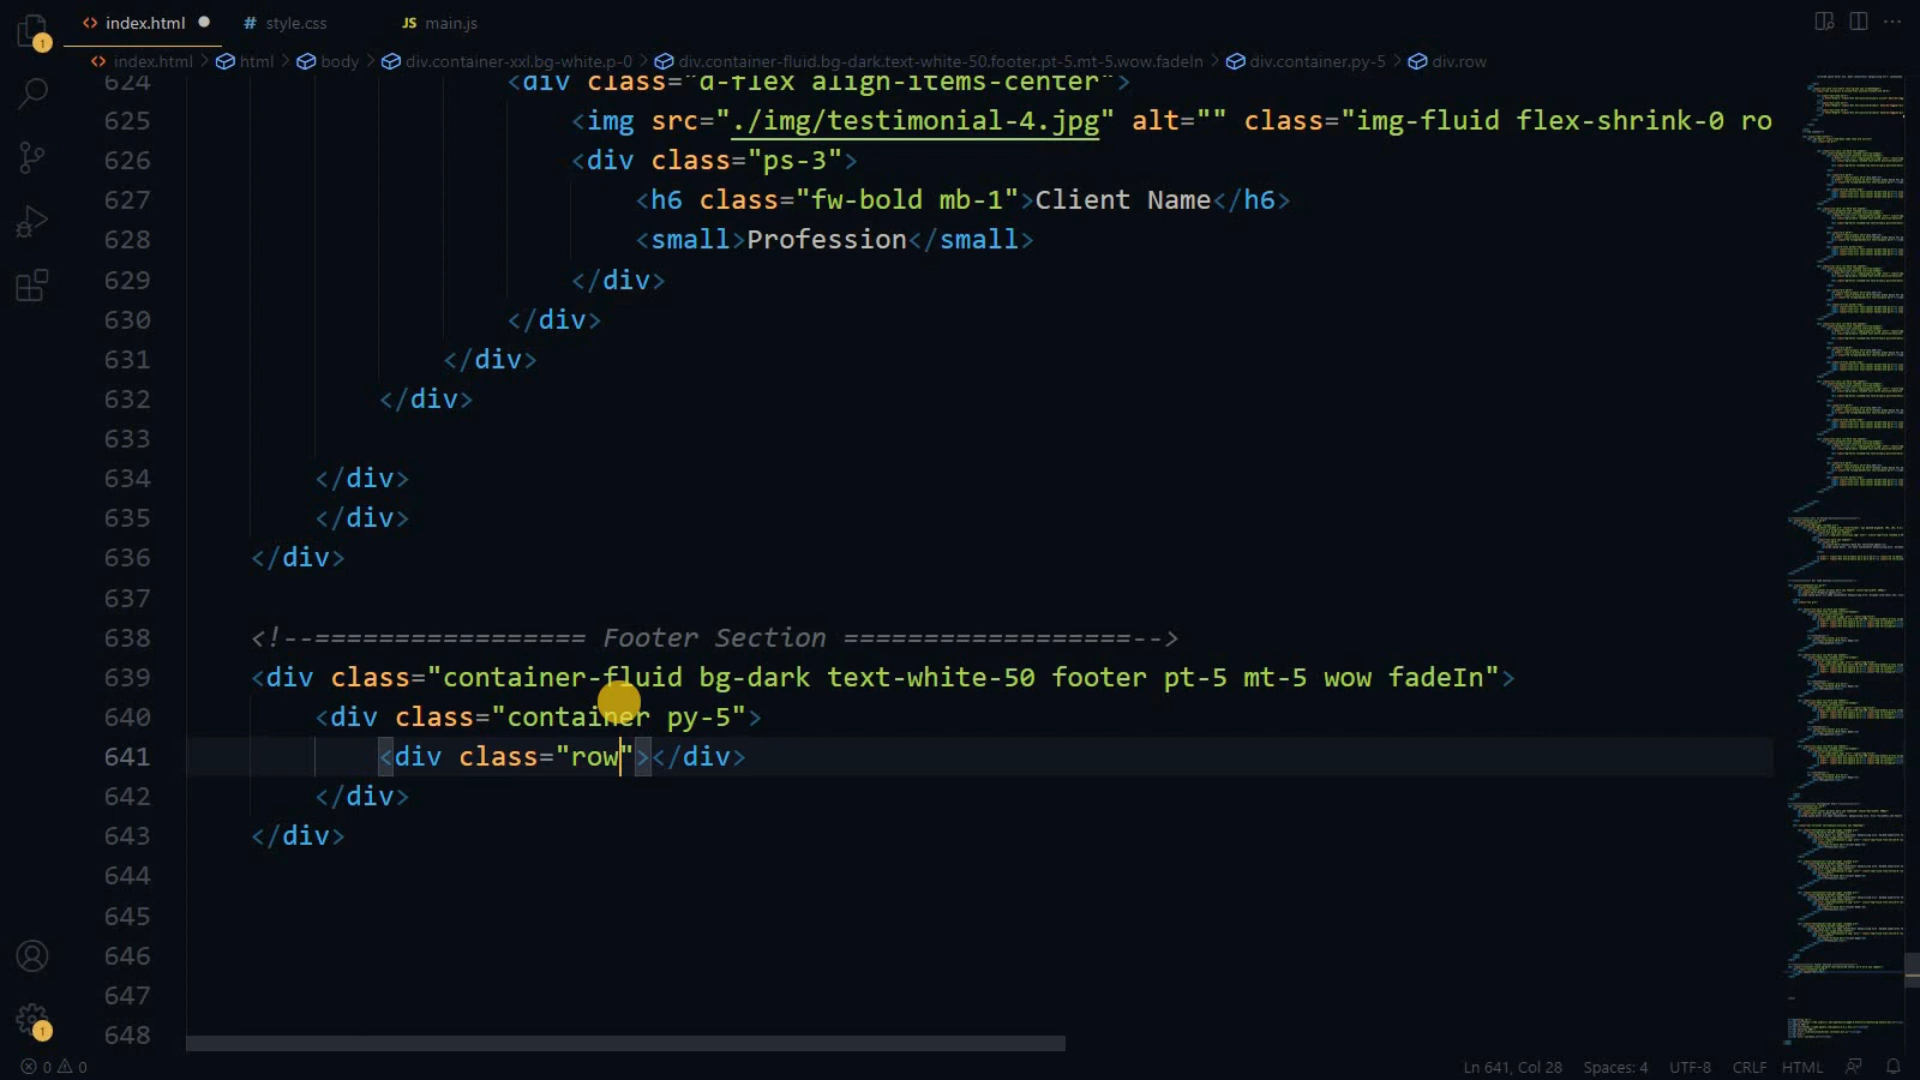 index.html
style.css
JS main.js
index.html > html > body > div.container-xxl.bg-white.p-0 > div.container-fluid.bg-dark.text-white-50.footer.pt-5.mt-5.wow.fadeIn > div.container.py-5 > div.row
624 <div class="d-flex align-items-center">
625 <img src="./img/testimonial-4.jpg" alt="" class="img-fluid flex-shrink-0 ro
626 <div class="ps-3">
627 <h6 class="fw-bold mb-1">Client Name</h6>
628 <small>Profession</small>
629 </div>
630 </div>
631 </div>
632 </div>
633
634 </div>
635 </div>
636 </div>
637
638 <!--================= Footer Section ==================-->
639 <div class="container-fluid bg-dark text-white-50 footer pt-5 mt-5 wow fadeIn">
640 <div class="container py-5">
641 <div class="row"></div>
642 </div>
643 </div>
644
645
646
647
648
1
1
0 0
Ln 641, Col 28 Spaces: 4 UTF-8 CRLF HTML